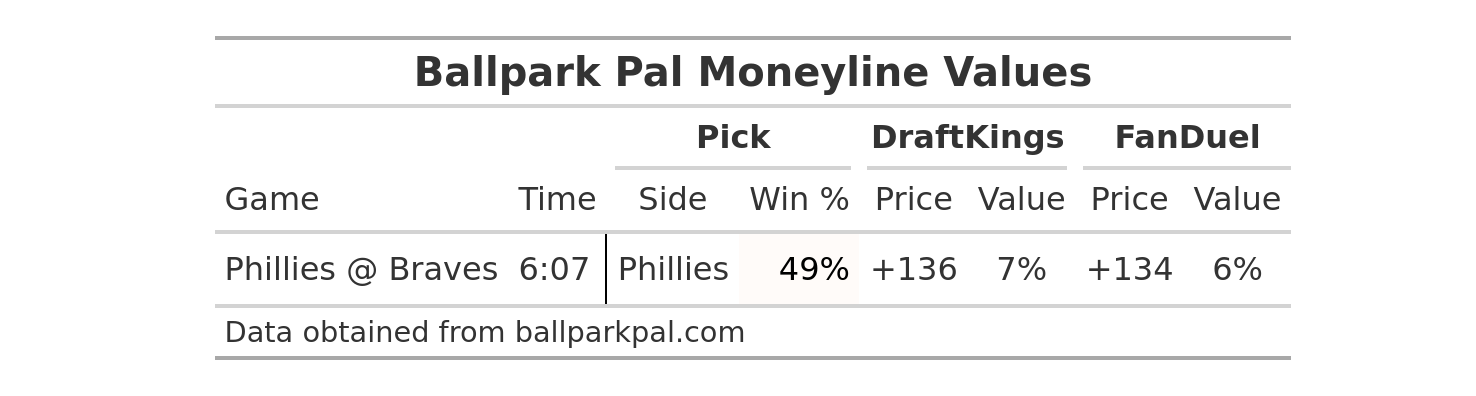 Ballpark Pal Moneyline Values
Pick DraftKings FanDuel
Game Time Side Win % Price Value Price Value
Phillies @ Braves 6:07 Phillies 49% +136 7% +134 6%
Data obtained from ballparkpal.com